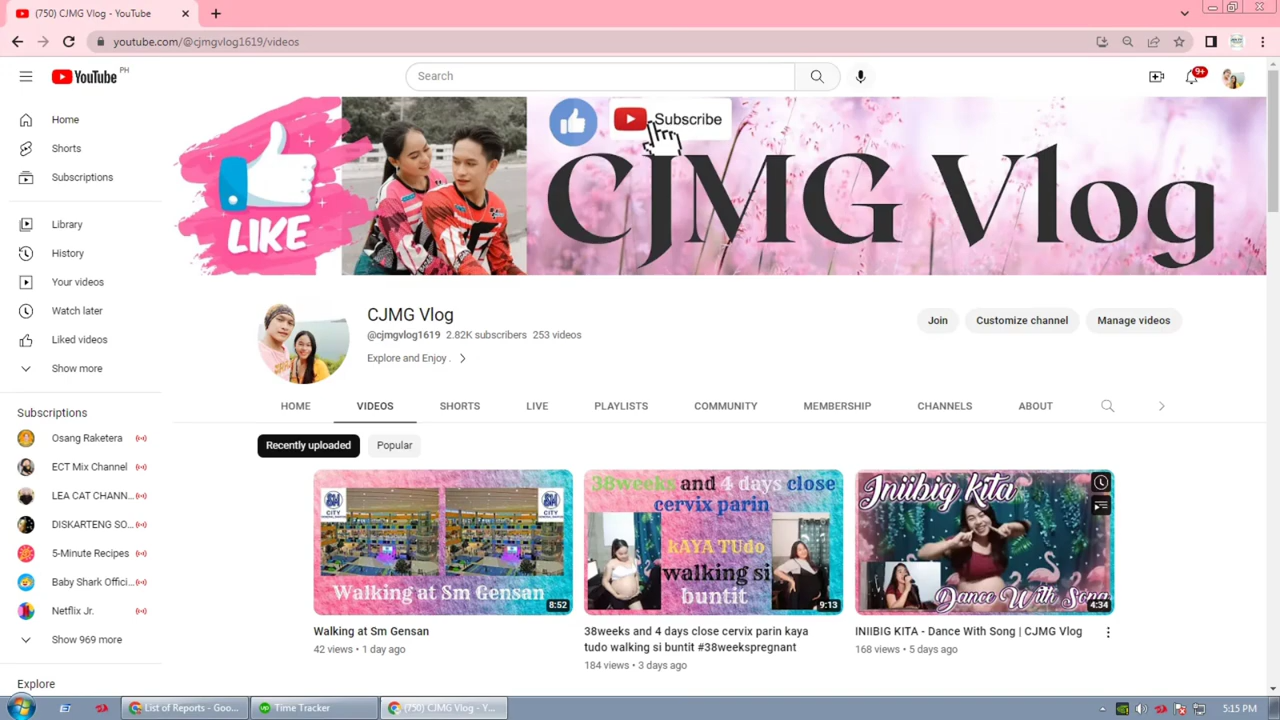 (750) CJMG Vlog - YouTube
youtube.com/@cjmgvlog1619/videos
YouTube PH
Search
9+
LIKE
Subscribe
CJMG Vlog
Home
Shorts
Subscriptions
Library
History
Your videos
Watch later
Liked videos
Show more
Subscriptions
Osang Raketera
ECT Mix Channel
LEA CAT CHANN...
DISKARTENG SO...
5-Minute Recipes
Baby Shark Offici...
Netflix Jr.
Show 969 more
Explore
CJMG Vlog
@cjmgvlog1619 2.82K subscribers 253 videos
Explore and Enjoy .
Join
Customize channel
Manage videos
HOME VIDEOS SHORTS LIVE PLAYLISTS COMMUNITY MEMBERSHIP CHANNELS ABOUT
Recently uploaded
Popular
SM
CITY
SM
CITY
Walking at Sm Gensan
8:52
Walking at Sm Gensan
42 views • 1 day ago
38weeks and 4 days close
cervix parin
kAYA TUdo
walking si
buntit
9:13
38weeks and 4 days close cervix parin kaya
tudo walking si buntit #38weekspregnant
184 views • 3 days ago
Iniibig Kita
Dance With Song
4:34
INIIBIG KITA - Dance With Song | CJMG Vlog
168 views • 5 days ago
List of Reports - Goo...
Time Tracker
(750) CJMG Vlog - Y...
5:15 PM